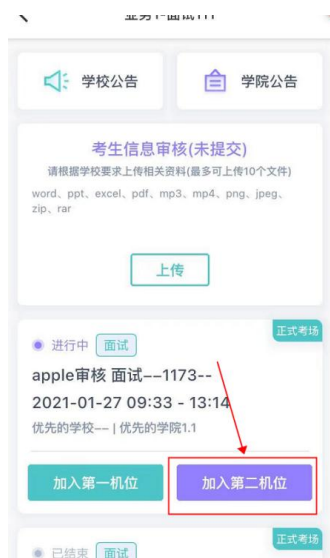 学校公告
学院公告
考生信息审核(未提交)
请根据学校要求上传相关资料(最多可上传10个文件)
word、ppt、excel、pdf、mp3、mp4、png、jpeg、
zip、rar
上传
正式考场
进行中 面试
apple审核 面试--1173--
2021-01-27 09:33 - 13:14
优先的学校-- | 优先的学院1.1
加入第一机位
加入第二机位
正式考场
已结束 面试